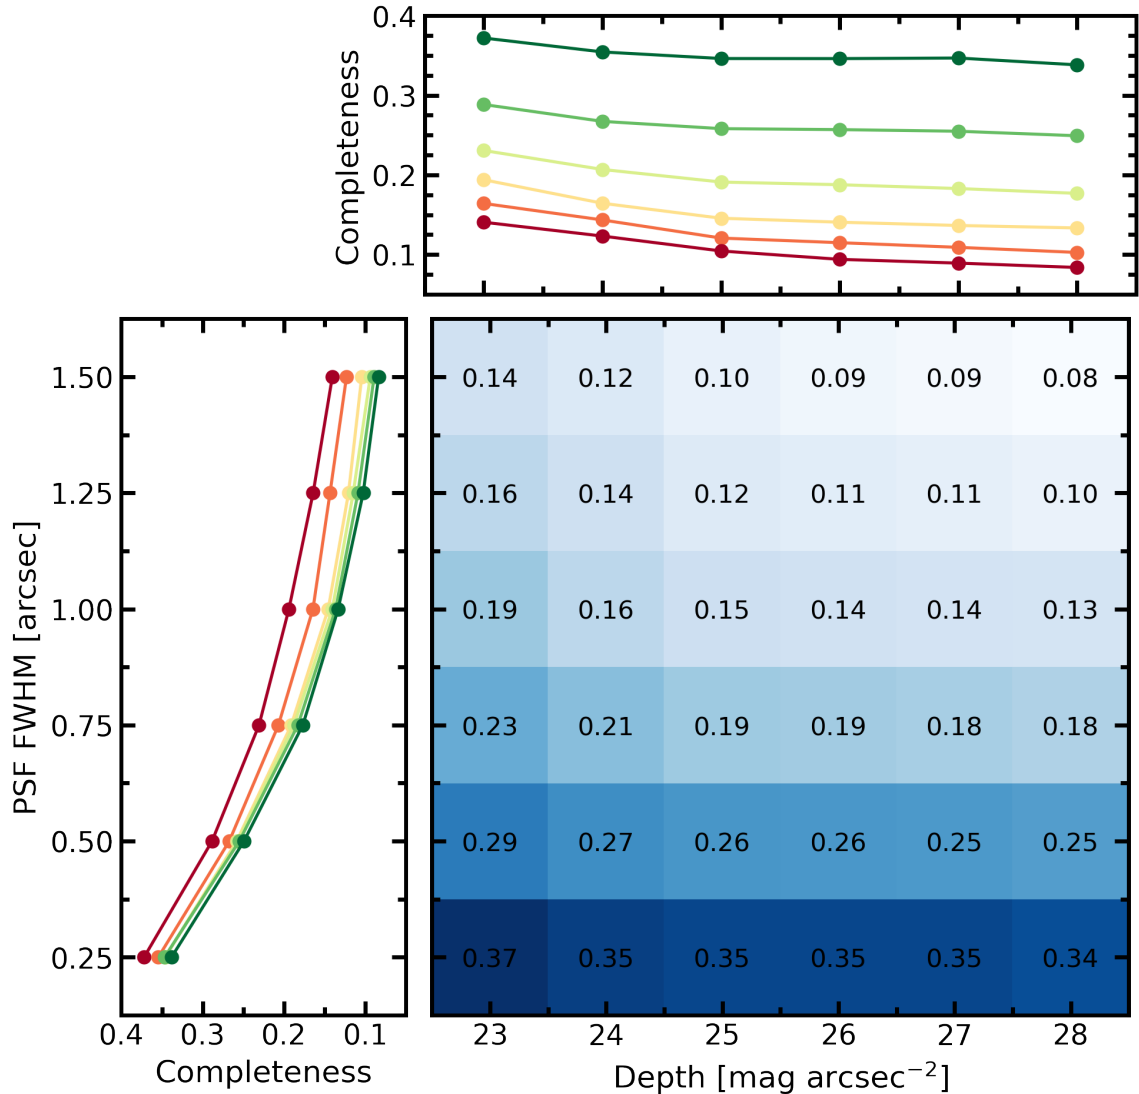 0.4
0.3
0.2
0.1
Completeness
1.50
1.25
1.00
0.75
0.50
0.25
PSF FWHM [arcsec]
0.4 0.3 0.2 0.1
Completeness
0.14 0.12 0.10 0.09 0.09 0.08
0.16 0.14 0.12 0.11 0.11 0.10
0.19 0.16 0.15 0.14 0.14 0.13
0.23 0.21 0.19 0.19 0.18 0.18
0.29 0.27 0.26 0.26 0.25 0.25
0.37 0.35 0.35 0.35 0.35 0.34
23 24 25 26 27 28
Depth [mag arcsec⁻²]